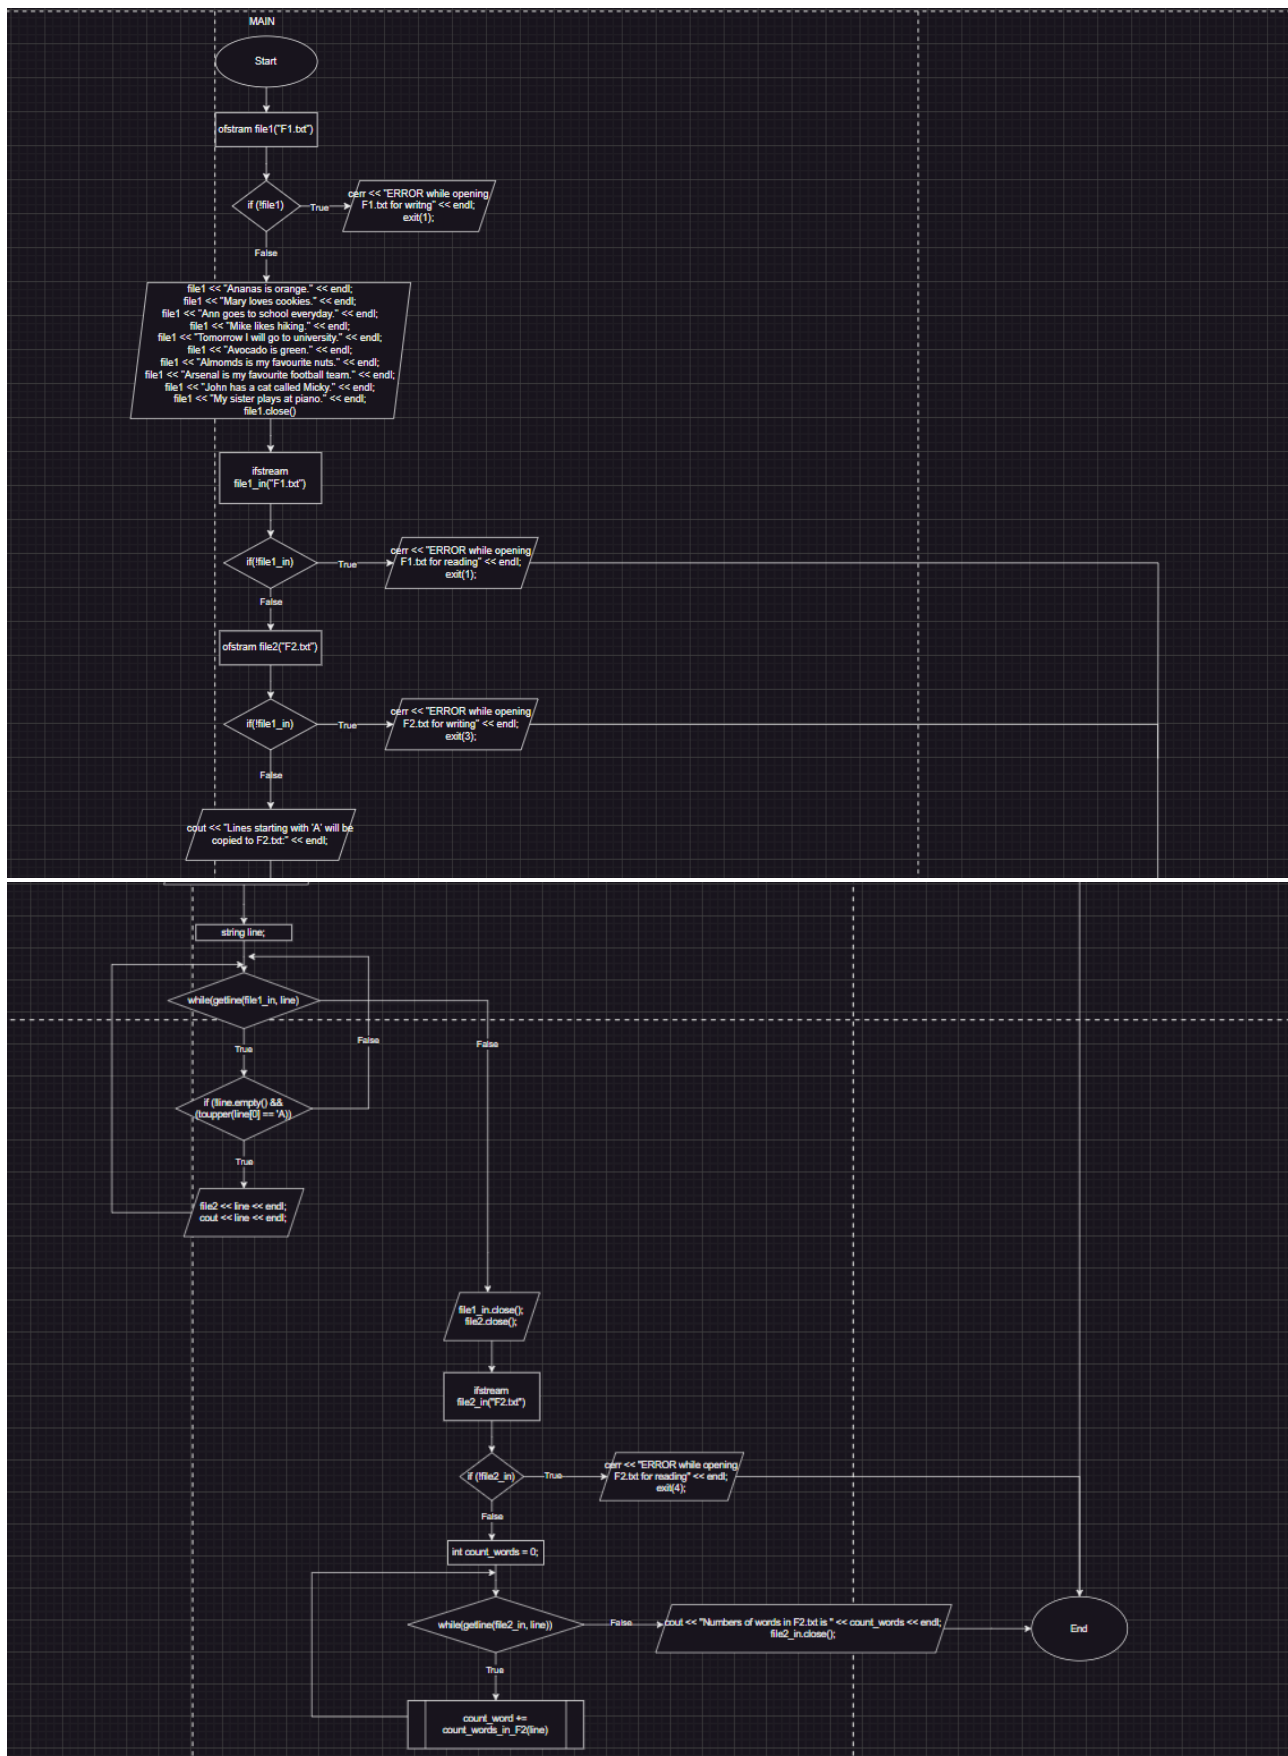 MAIN
Start
ofstram file1("F1.txt")
if (!file1)
True
cerr << "ERROR while opening
F1.txt for writng" << endl;
exit(1);
False
file1 << "Ananas is orange." << endl;
file1 << "Mary loves cookies." << endl;
file1 << "Ann goes to school everyday." << endl;
file1 << "Mike likes hiking." << endl;
file1 << "Tomorrow I will go to university." << endl;
file1 << "Avocado is green." << endl;
file1 << "Almomds is my favourite nuts." << endl;
file1 << "Arsenal is my favourite football team." << endl;
file1 << "John has a cat called Micky." << endl;
file1 << "My sister plays at piano." << endl;
file1.close()
ifstream
file1_in("F1.txt")
if(!file1_in)
True
cerr << "ERROR while opening
F1.txt for reading" << endl;
exit(1);
False
ofstram file2("F2.txt")
if(!file1_in)
True
cerr << "ERROR while opening
F2.txt for writing" << endl;
exit(3);
False
cout << "Lines starting with 'A' will be
copied to F2.txt:" << endl;
string line;
while(getline(file1_in, line)
True
False
False
if (!line.empty() &&
(toupper(line[0] == 'A'))
True
file2 << line << endl;
cout << line << endl;
file1_in.close();
file2.close();
ifstream
file2_in("F2.txt")
if (!file2_in)
True
cerr << "ERROR while opening
F2.txt for reading" << endl;
exit(4);
False
int count_words = 0;
while(getline(file2_in, line))
False
cout << "Numbers of words in F2.txt is " << count_words << endl;
file2_in.close();
End
True
count_word +=
count_words_in_F2(line)